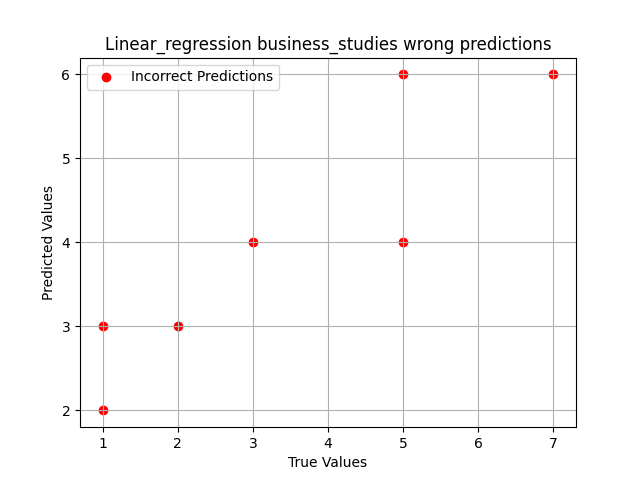 Linear_regression business_studies wrong predictions
Incorrect Predictions
6
5
4
3
2
Predicted Values
1 2 3 4 5 6 7
True Values